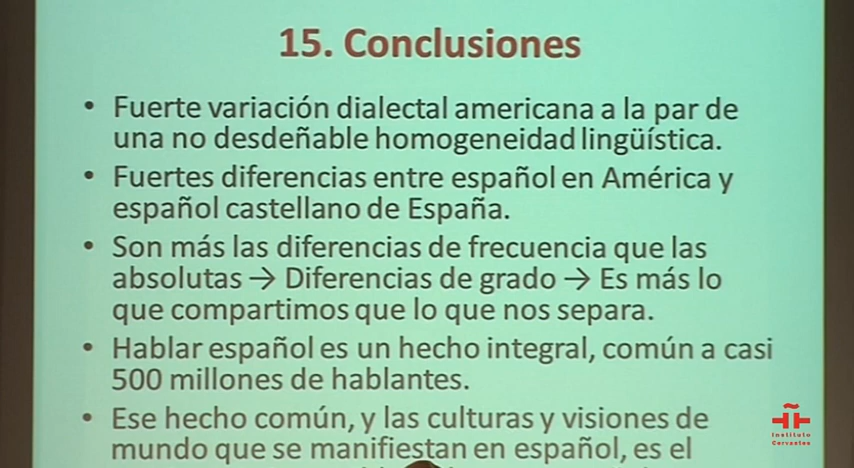 15. Conclusiones
• Fuerte variación dialectal americana a la par de
una no desdeñable homogeneidad lingüística.
• Fuertes diferencias entre español en América y
español castellano de España.
• Son más las diferencias de frecuencia que las
absolutas → Diferencias de grado → Es más lo
que compartimos que lo que nos separa.
• Hablar español es un hecho integral, común a casi
500 millones de hablantes.
• Ese hecho común, y las culturas y visiones de
mundo que se manifiestan en español, es el
Instituto
Cervantes